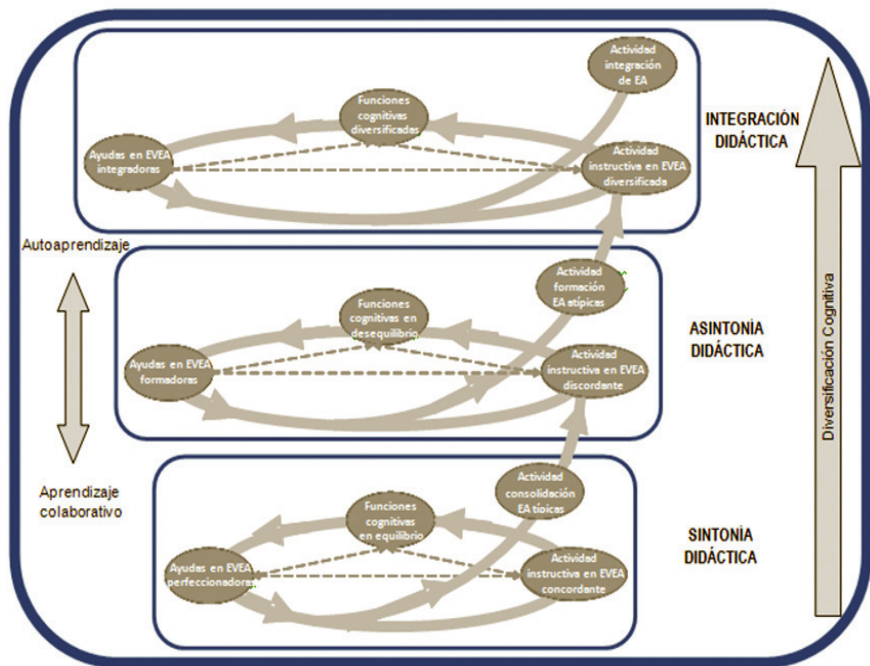 Actividad
integración
de EA
Funciones
cognitivas
diversificadas
Ayudas en EVEA
integradoras
Actividad
instructiva en EVEA
diversificada
INTEGRACIÓN
DIDÁCTICA
Autoaprendizaje
Actividad
formación
EA atípicas
Funciones
cognitivas en
desequilibrio
Ayudas en EVEA
formadoras
Actividad
instructiva en EVEA
discordante
ASINTONÍA
DIDÁCTICA
Diversificación Cognitiva
Aprendizaje
colaborativo
Actividad
consolidación
EA típicas
Funciones
cognitivas
en equilibrio
Ayudas en EVEA
perfeccionadoras
Actividad
instructiva en EVEA
concordante
SINTONÍA
DIDÁCTICA